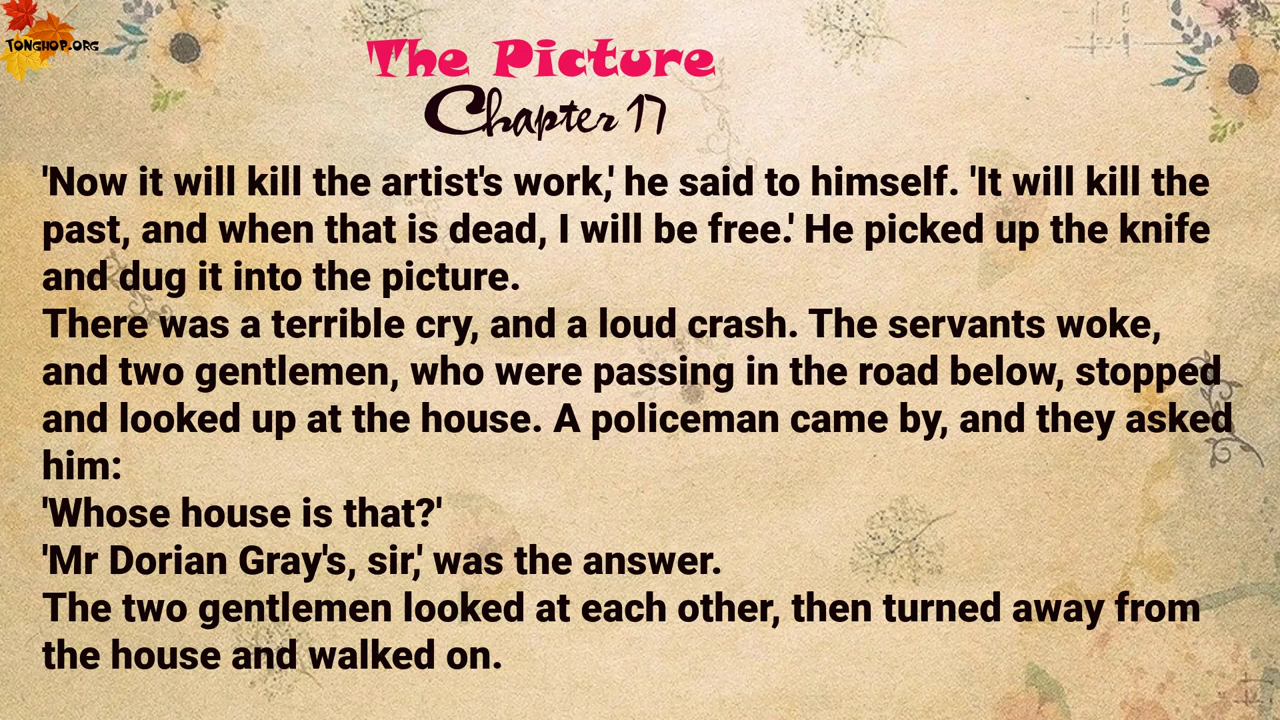 TONGHOP.ORG
The Picture
Chapter 17
'Now it will kill the artist's work,' he said to himself. 'It will kill the
past, and when that is dead, I will be free.' He picked up the knife
and dug it into the picture.
There was a terrible cry, and a loud crash. The servants woke,
and two gentlemen, who were passing in the road below, stopped
and looked up at the house. A policeman came by, and they asked
him:
'Whose house is that?'
'Mr Dorian Gray's, sir,' was the answer.
The two gentlemen looked at each other, then turned away from
the house and walked on.